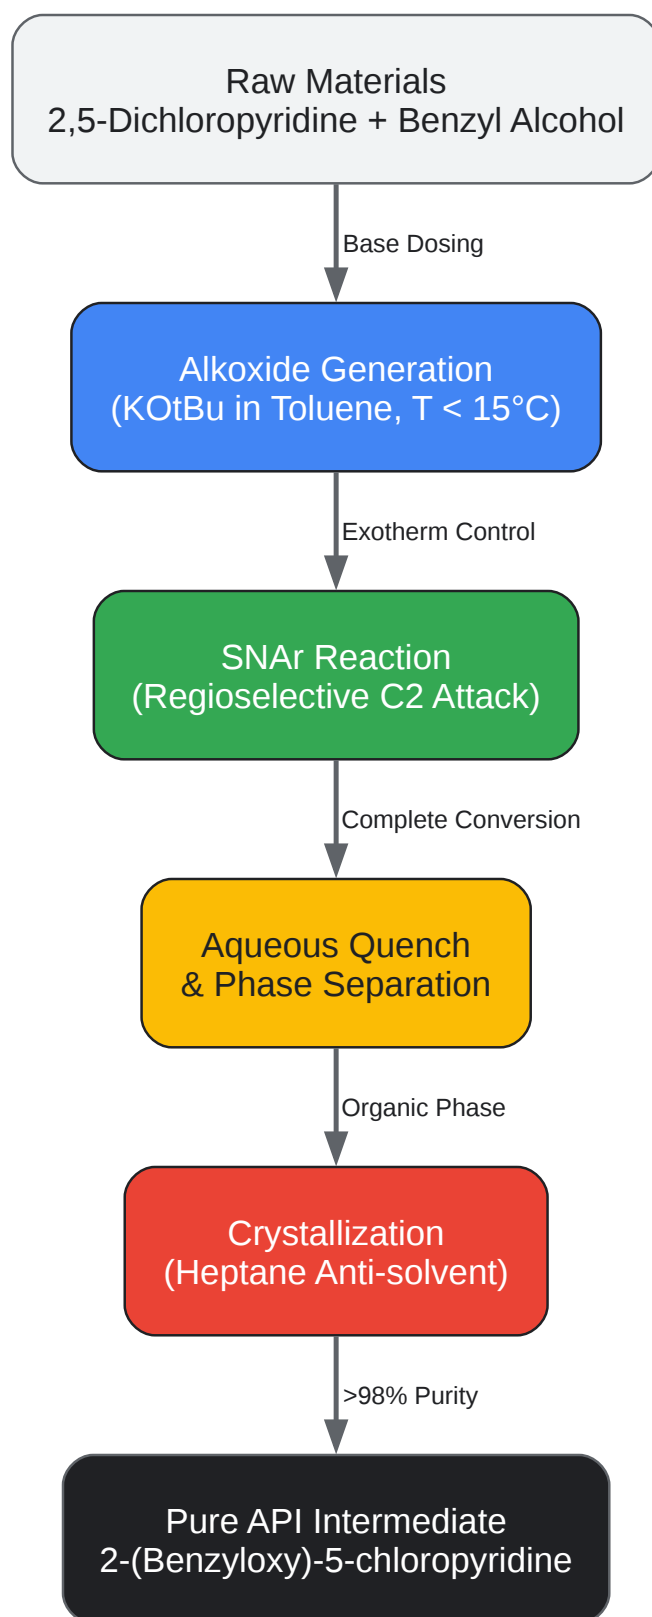 Raw Materials
2,5-Dichloropyridine + Benzyl Alcohol
Base Dosing
Alkoxide Generation
(KOtBu in Toluene, T < 15°C)
Exotherm Control
SNAr Reaction
(Regioselective C2 Attack)
Complete Conversion
Aqueous Quench
& Phase Separation
Organic Phase
Crystallization
(Heptane Anti-solvent)
>98% Purity
Pure API Intermediate
2-(Benzyloxy)-5-chloropyridine